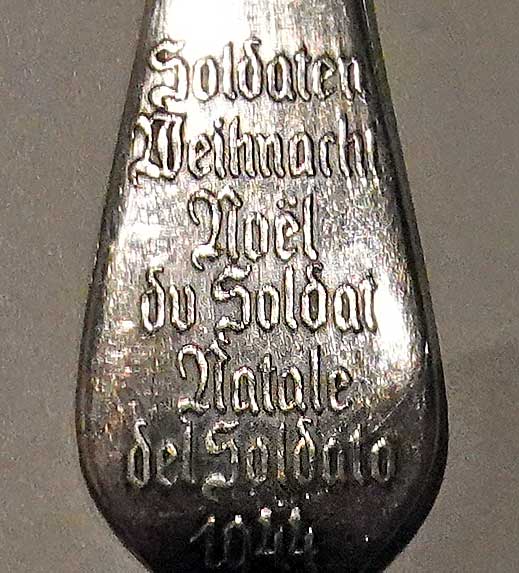 Soldaten
Weihnacht
Noël
du Soldat
Natale
del Soldato
1944